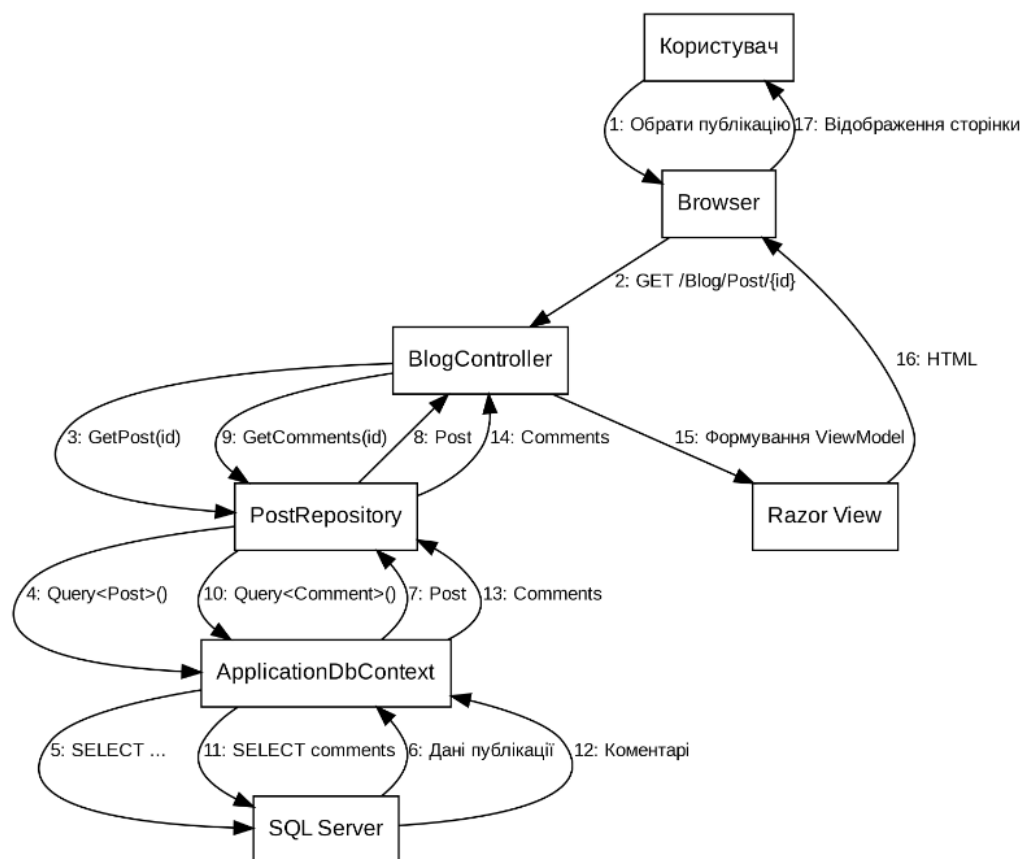 Користувач
1: Обрати публікацію
17: Відображення сторінки
Browser
2: GET /Blog/Post/{id}
BlogController
16: HTML
3: GetPost(id)
9: GetComments(id)
8: Post
14: Comments
15: Формування ViewModel
PostRepository
Razor View
4: Query<Post>()
10: Query<Comment>()
7: Post
13: Comments
ApplicationDbContext
5: SELECT ...
11: SELECT comments
6: Дані публікації
12: Коментарі
SQL Server